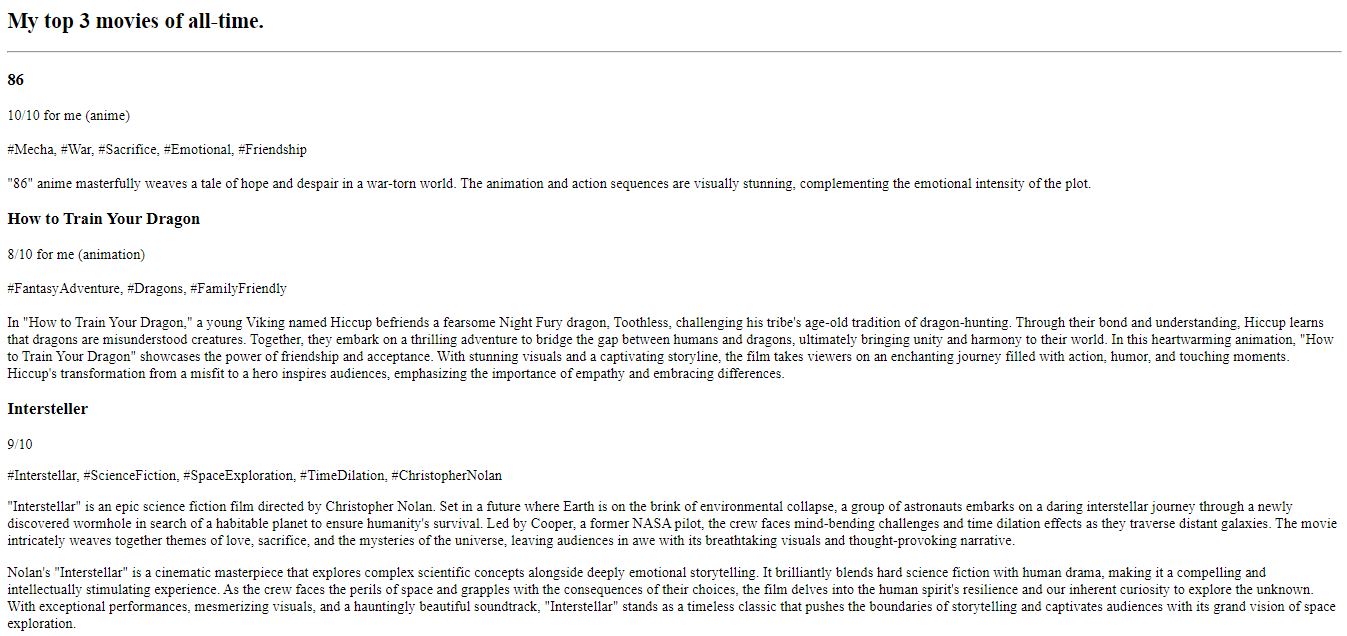 My top 3 movies of all-time.
86
10/10 for me (anime)
#Mecha, #War, #Sacrifice, #Emotional, #Friendship
"86" anime masterfully weaves a tale of hope and despair in a war-torn world. The animation and action sequences are visually stunning, complementing the emotional intensity of the plot.
How to Train Your Dragon
8/10 for me (animation)
#FantasyAdventure, #Dragons, #FamilyFriendly
In "How to Train Your Dragon," a young Viking named Hiccup befriends a fearsome Night Fury dragon, Toothless, challenging his tribe's age-old tradition of dragon-hunting. Through their bond and understanding, Hiccup learns
that dragons are misunderstood creatures. Together, they embark on a thrilling adventure to bridge the gap between humans and dragons, ultimately bringing unity and harmony to their world. In this heartwarming animation, "How
to Train Your Dragon" showcases the power of friendship and acceptance. With stunning visuals and a captivating storyline, the film takes viewers on an enchanting journey filled with action, humor, and touching moments.
Hiccup's transformation from a misfit to a hero inspires audiences, emphasizing the importance of empathy and embracing differences.
Intersteller
9/10
#Interstellar, #ScienceFiction, #SpaceExploration, #TimeDilation, #ChristopherNolan
"Interstellar" is an epic science fiction film directed by Christopher Nolan. Set in a future where Earth is on the brink of environmental collapse, a group of astronauts embarks on a daring interstellar journey through a newly
discovered wormhole in search of a habitable planet to ensure humanity's survival. Led by Cooper, a former NASA pilot, the crew faces mind-bending challenges and time dilation effects as they traverse distant galaxies. The movie
intricately weaves together themes of love, sacrifice, and the mysteries of the universe, leaving audiences in awe with its breathtaking visuals and thought-provoking narrative.
Nolan's "Interstellar" is a cinematic masterpiece that explores complex scientific concepts alongside deeply emotional storytelling. It brilliantly blends hard science fiction with human drama, making it a compelling and
intellectually stimulating experience. As the crew faces the perils of space and grapples with the consequences of their choices, the film delves into the human spirit's resilience and our inherent curiosity to explore the unknown.
With exceptional performances, mesmerizing visuals, and a hauntingly beautiful soundtrack, "Interstellar" stands as a timeless classic that pushes the boundaries of storytelling and captivates audiences with its grand vision of space
exploration.